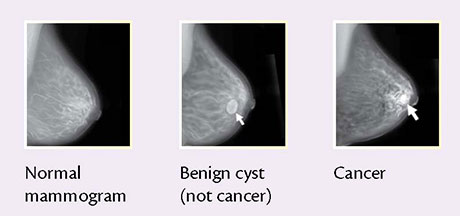 Normal
mammogram
Benign cyst
(not cancer)
Cancer